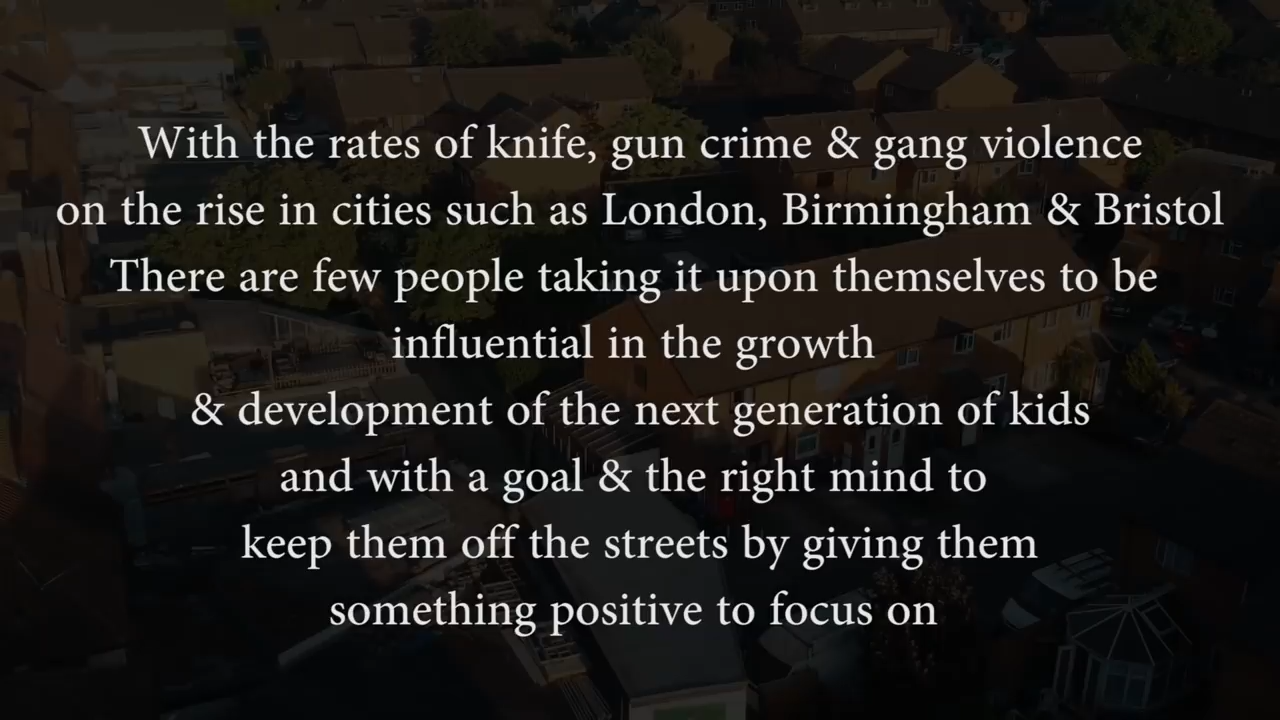 With the rates of knife, gun crime & gang violence
on the rise in cities such as London, Birmingham & Bristol
There are few people taking it upon themselves to be
influential in the growth
& development of the next generation of kids
and with a goal & the right mind to
keep them off the streets by giving them
something positive to focus on